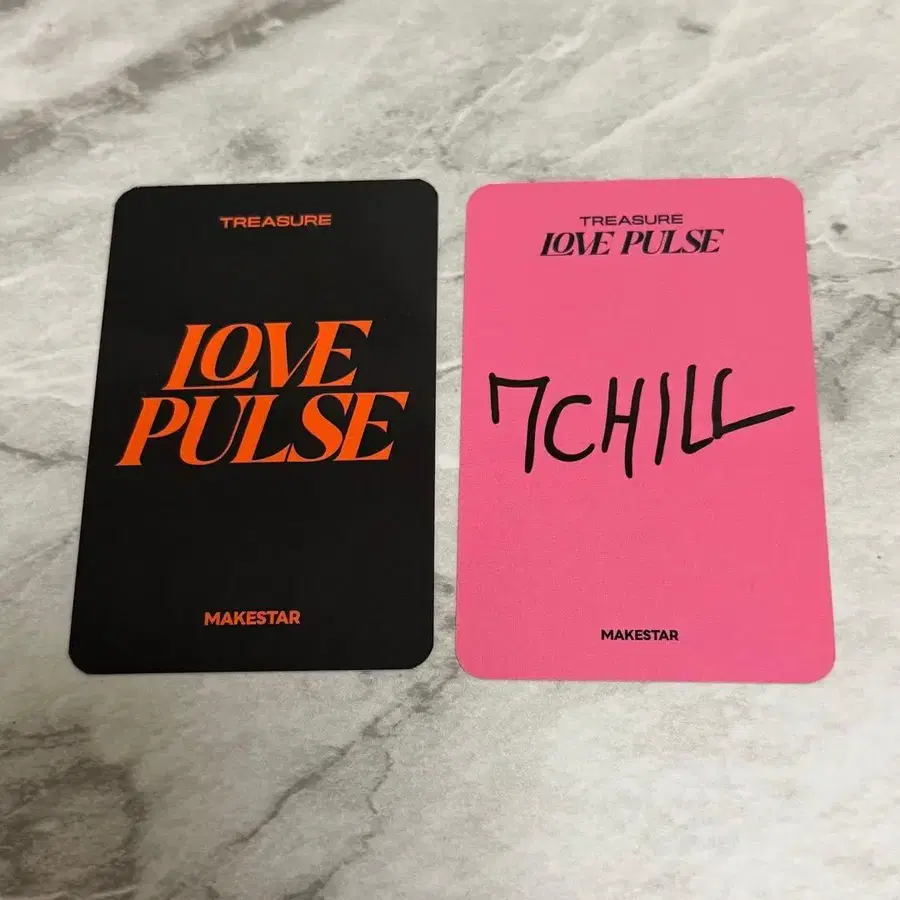 TREASURE
LOVE
PULSE
MAKESTAR
TREASURE
LOVE PULSE
7CHILL
MAKESTAR